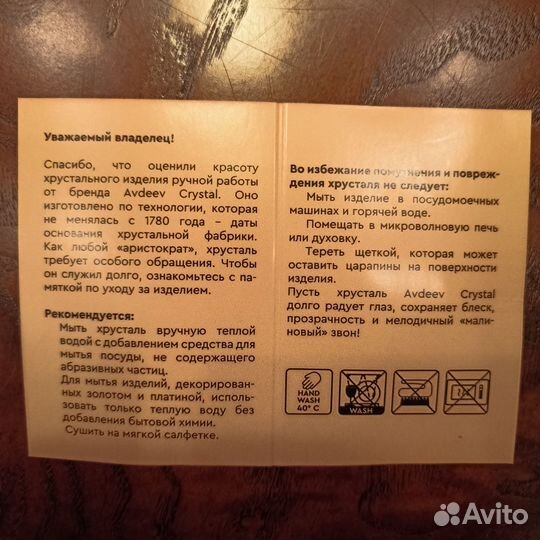 Уважаемый владелец!
Спасибо, что оценили красоту
хрустального изделия ручной работы
от бренда Avdeev Crystal. Оно
изготовлено по технологии, которая
не менялась с 1780 года – даты
основания хрустальной фабрики.
Как любой «аристократ», хрусталь
требует особого обращения. Чтобы
он служил долго, ознакомьтесь с па-
мяткой по уходу за изделием.
Рекомендуется:
Мыть хрусталь вручную теплой
водой с добавлением средства для
мытья посуды, не содержащего
абразивных частиц.
Для мытья изделий, декорирован-
ных золотом и платиной, исполь-
зовать только теплую воду без
добавления бытовой химии.
Сушить на мягкой салфетке.
Во избежание помутнения и повреж-
дения хрусталя не следует:
Мыть изделие в посудомоечных
машинах и горячей воде.
Помещать в микроволновую печь
или духовку.
Тереть щеткой, которая может
оставить царапины на поверхности
изделия.
Пусть хрусталь Avdeev Crystal
долго радует глаз, сохраняет блеск,
прозрачность и мелодичный «мали-
новый» звон!
HAND
WASH
40° C
WASH
Avito